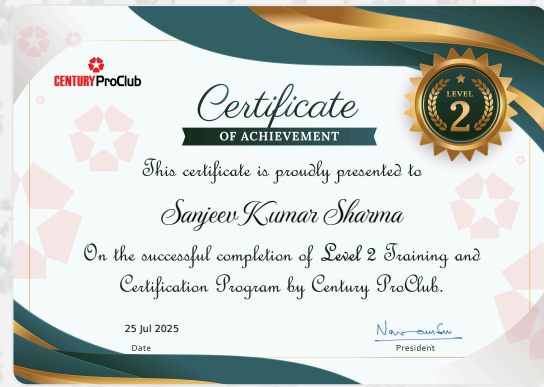 CENTURY ProClub
LEVEL
2
Certificate
OF ACHIEVEMENT
This certificate is proudly presented to
Sanjeev Kumar Sharma
On the successful completion of Level 2 Training and
Certification Program by Century ProClub.
25 Jul 2025
Date
President